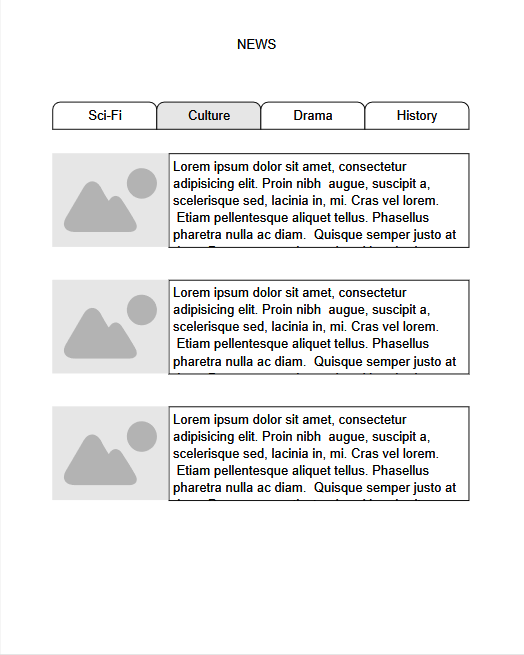 NEWS
Sci-Fi
Culture
Drama
History
Lorem ipsum dolor sit amet, consectetur
adipisicing elit. Proin nibh  augue, suscipit a,
scelerisque sed, lacinia in, mi. Cras vel lorem.
Etiam pellentesque aliquet tellus. Phasellus
pharetra nulla ac diam.  Quisque semper justo at
Lorem ipsum dolor sit amet, consectetur
adipisicing elit. Proin nibh  augue, suscipit a,
scelerisque sed, lacinia in, mi. Cras vel lorem.
Etiam pellentesque aliquet tellus. Phasellus
pharetra nulla ac diam.  Quisque semper justo at
Lorem ipsum dolor sit amet, consectetur
adipisicing elit. Proin nibh  augue, suscipit a,
scelerisque sed, lacinia in, mi. Cras vel lorem.
Etiam pellentesque aliquet tellus. Phasellus
pharetra nulla ac diam.  Quisque semper justo at